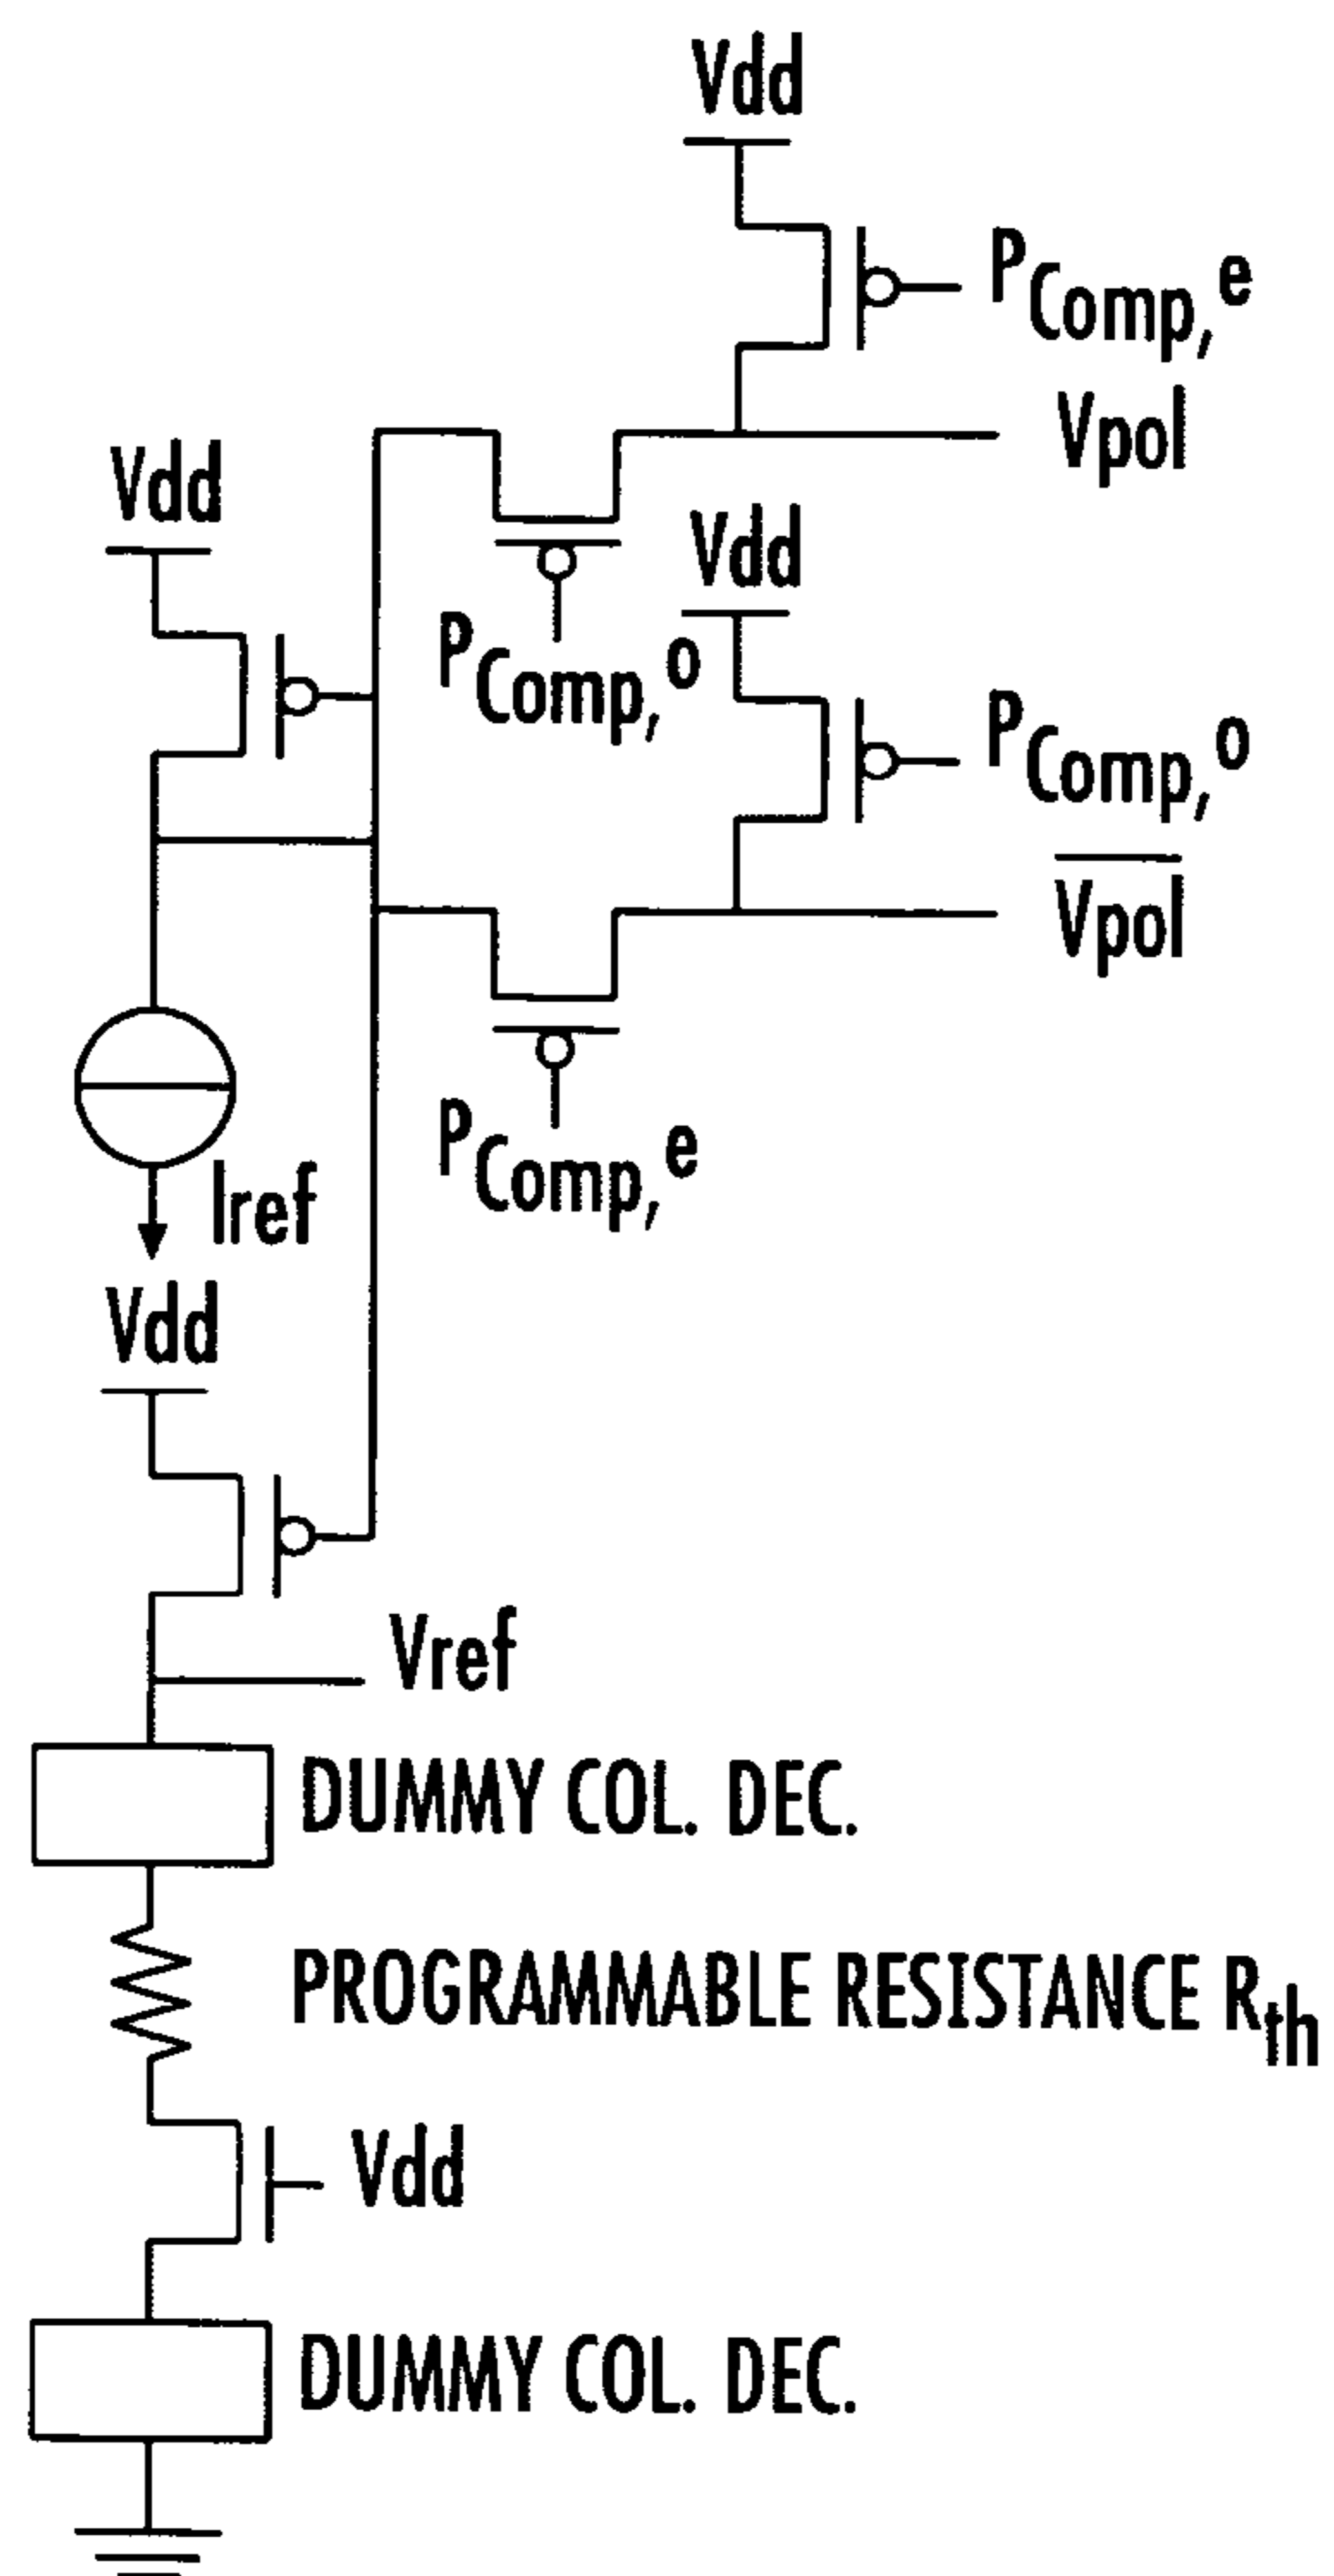 Vdd
PComp,e
Vpol
Vdd
Vdd
PComp,o
PComp,o
V̅p̅o̅l̅
PComp,e
Iref
Vdd
Vref
DUMMY COL. DEC.
PROGRAMMABLE RESISTANCE Rth
Vdd
DUMMY COL. DEC.